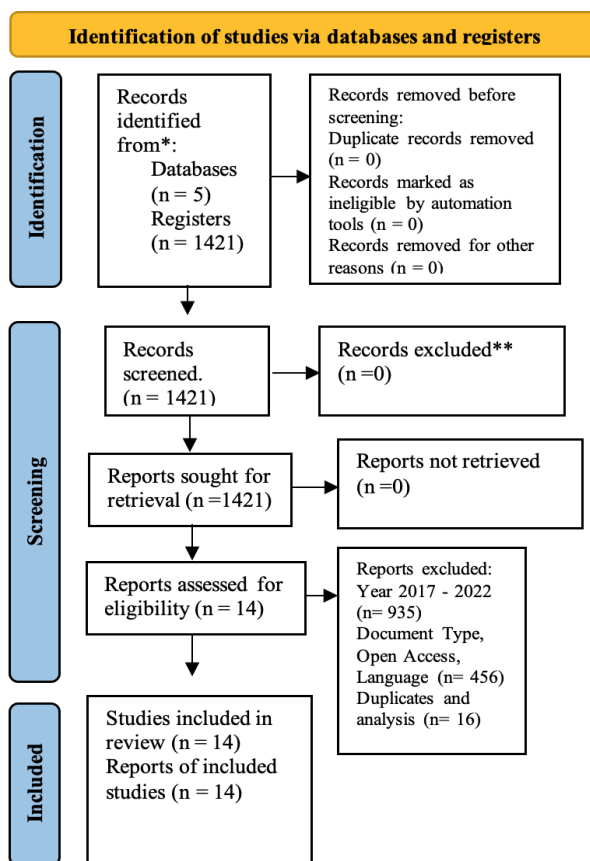 Identification of studies via databases and registers
Identification
Records
identified
from*:
Databases
(n = 5)
Registers
(n = 1421)
Records removed before
screening:
Duplicate records removed
(n = 0)
Records marked as
ineligible by automation
tools (n = 0)
Records removed for other
reasons (n = 0)
Screening
Records
screened.
(n = 1421)
Records excluded**
(n =0)
Reports sought for
retrieval (n =1421)
Reports not retrieved
(n =0)
Reports assessed for
eligibility (n = 14)
Reports excluded:
Year 2017 - 2022
(n= 935)
Document Type,
Open Access,
Language (n= 456)
Duplicates and
analysis (n= 16)
Included
Studies included in
review (n = 14)
Reports of included
studies (n = 14)